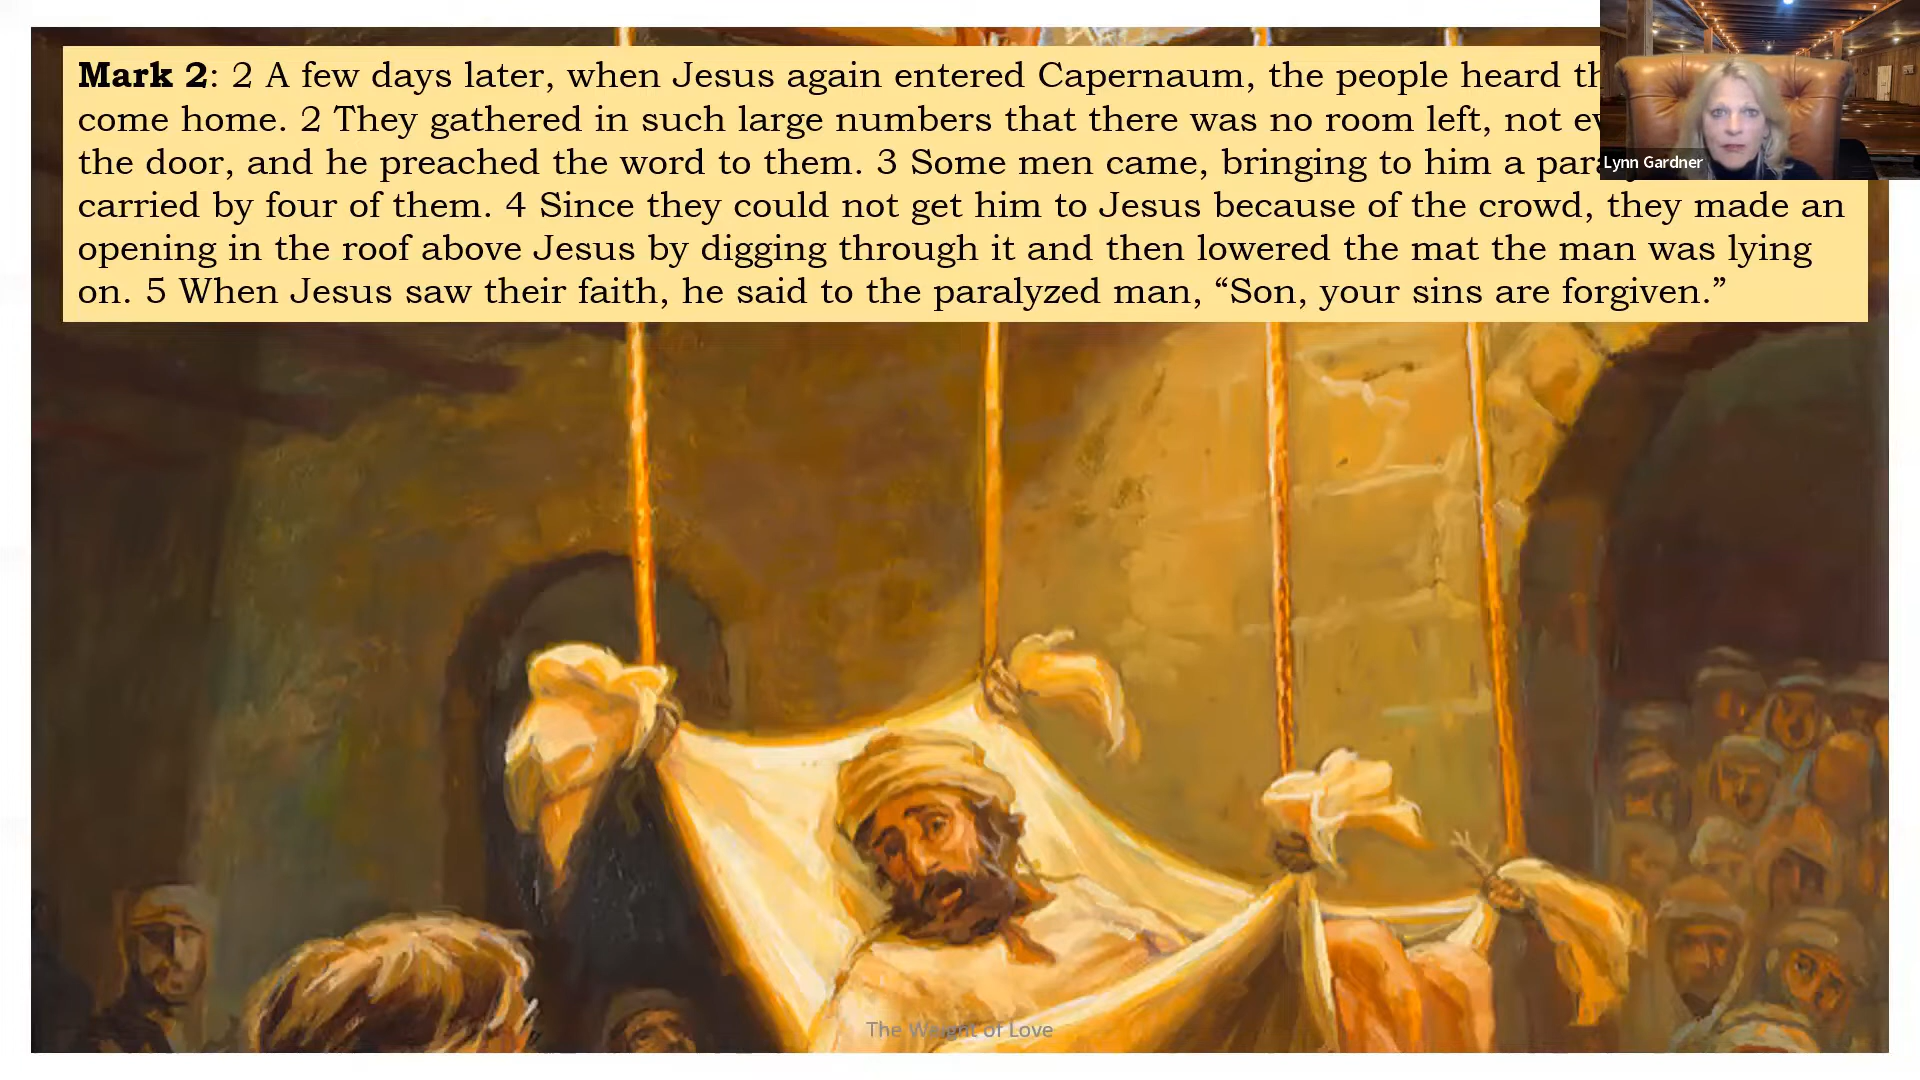 Mark 2: 2 A few days later, when Jesus again entered Capernaum, the people heard
come home. 2 They gathered in such large numbers that there was no room left, not
the door, and he preached the word to them. 3 Some men came, bringing to him a
carried by four of them. 4 Since they could not get him to Jesus because of the crowd, they made an
opening in the roof above Jesus by digging through it and then lowered the mat the man was lying
on. 5 When Jesus saw their faith, he said to the paralyzed man, “Son, your sins are forgiven.”
Lynn Gardner
The Weight of Love